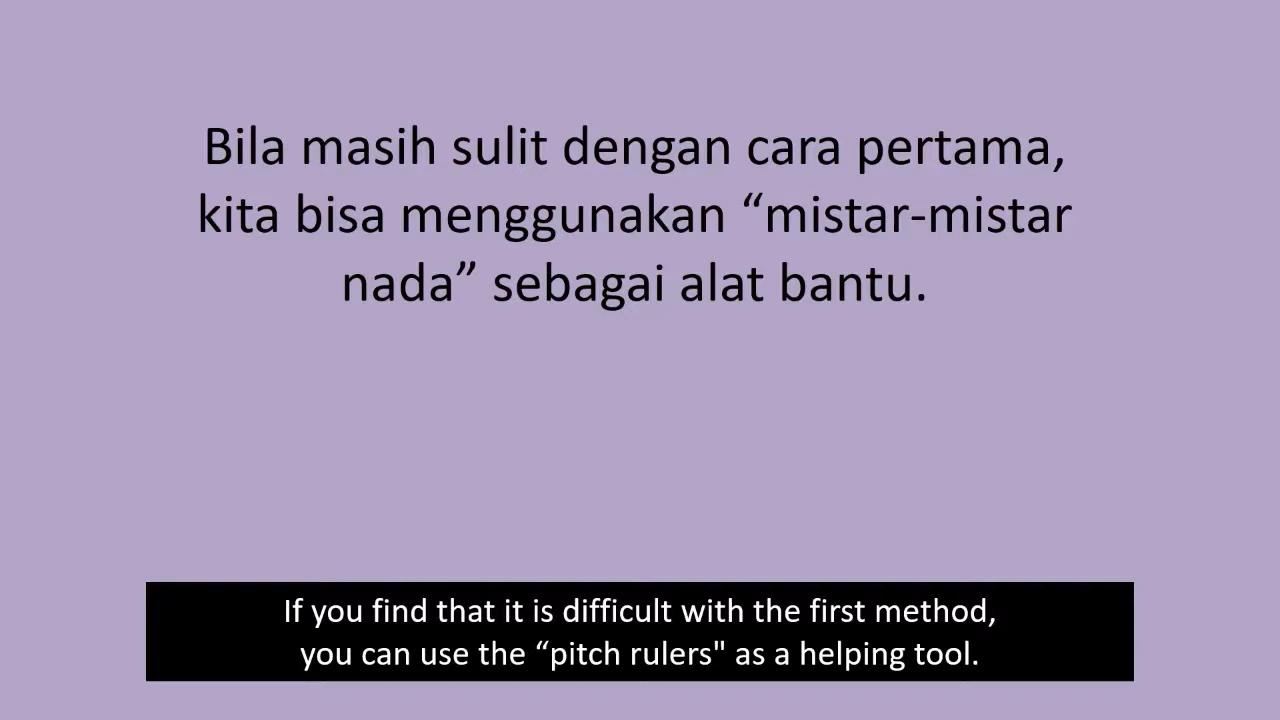 Bila masih sulit dengan cara pertama,
kita bisa menggunakan “mistar-mistar
nada” sebagai alat bantu.
If you find that it is difficult with the first method,
you can use the “pitch rulers" as a helping tool.